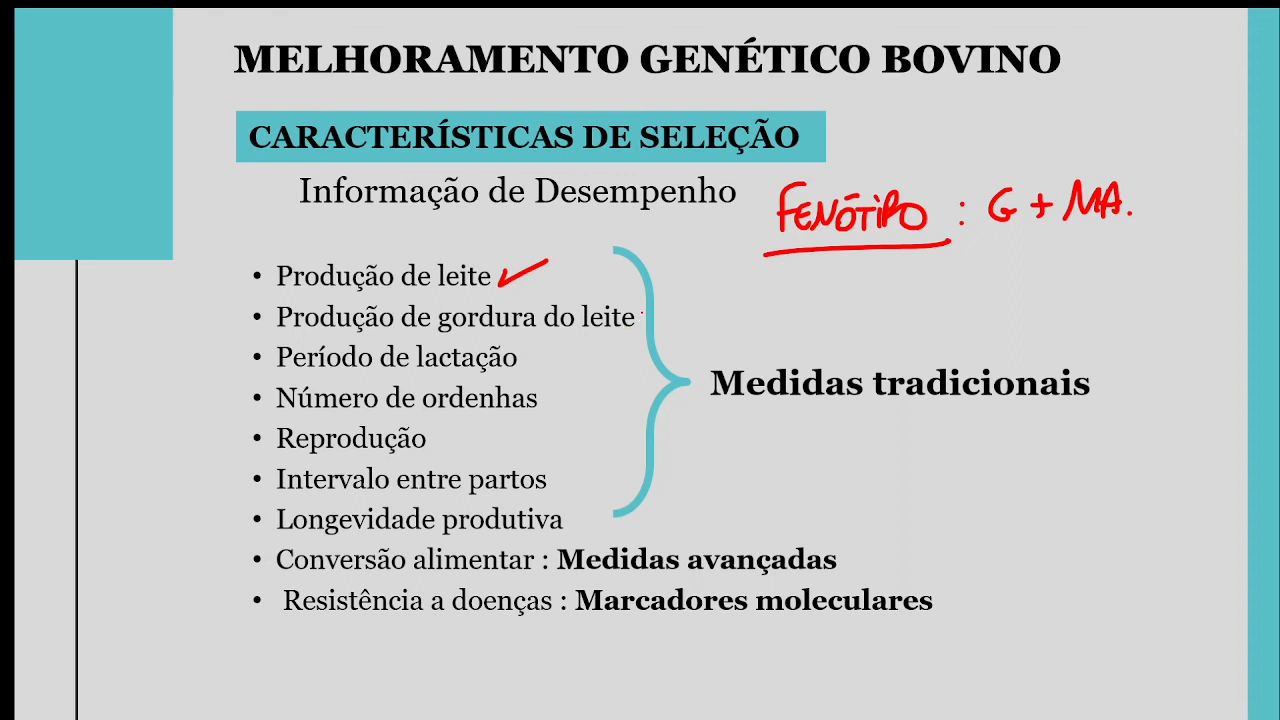 MELHORAMENTO GENÉTICO BOVINO
CARACTERÍSTICAS DE SELEÇÃO
Informação de Desempenho
FENÓTIPO : G + MA.
• Produção de leite
• Produção de gordura do leite
• Período de lactação
• Número de ordenhas
• Reprodução
• Intervalo entre partos
• Longevidade produtiva
Medidas tradicionais
• Conversão alimentar : Medidas avançadas
• Resistência a doenças : Marcadores moleculares